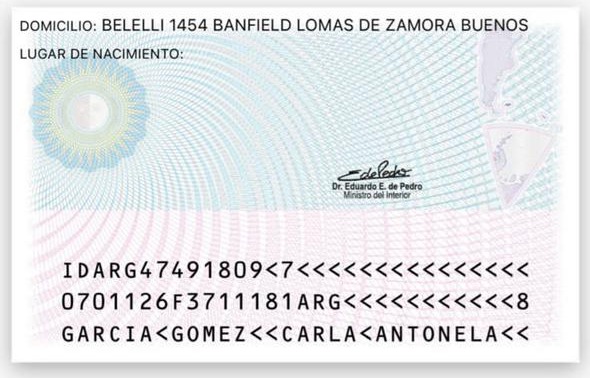 DOMICILIO: BELELLI 1454 BANFIELD LOMAS DE ZAMORA BUENOS
LUGAR DE NACIMIENTO:
Dr. Eduardo E. de Pedro
Ministro del Interior
IDARG47491809<7<<<<<<<<<<<<<<<
0701126F3711181ARG<<<<<<<<<<<8
GARCIA<GOMEZ<<CARLA<ANTONELA<<